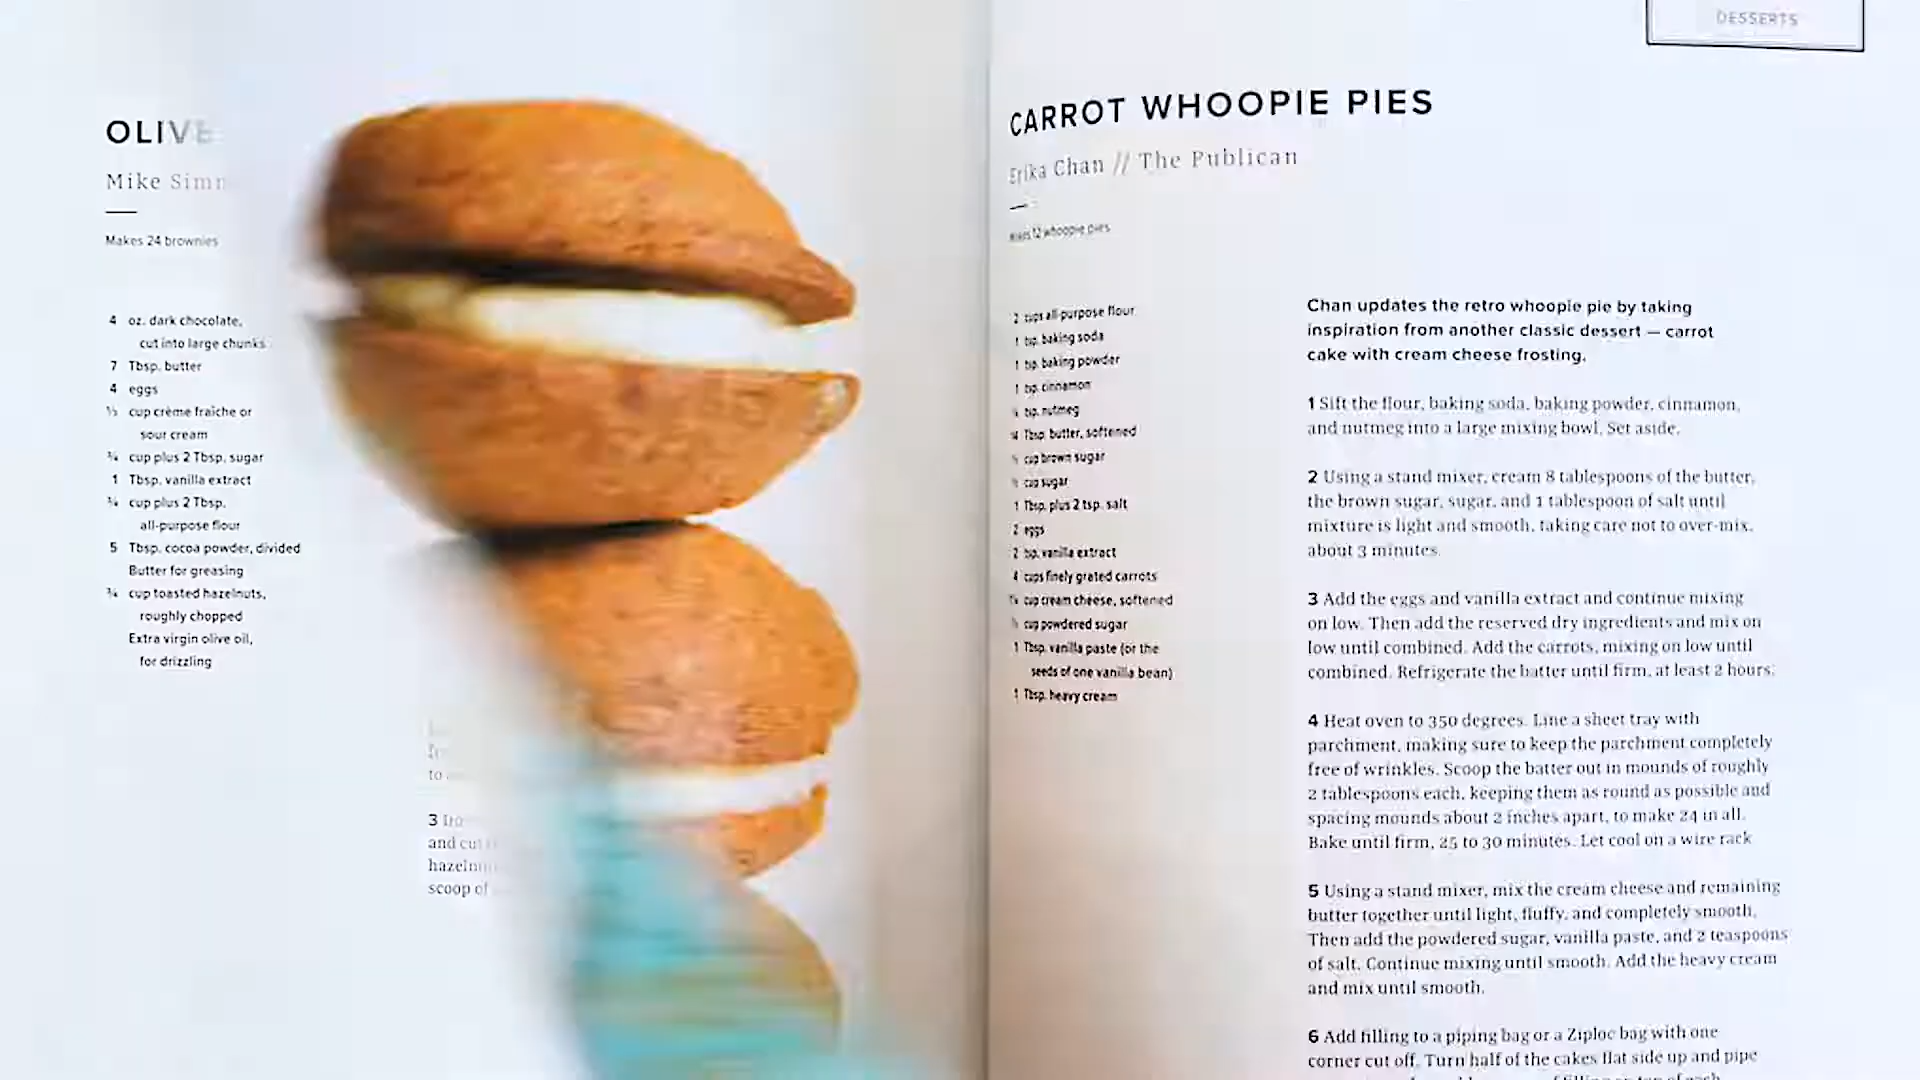 OLIVE
Mike Simm
Makes 24 brownies
4 oz. dark chocolate,
cut into large chunks
7 Tbsp. butter
4 eggs
⅓ cup crème fraîche or
sour cream
¾ cup plus 2 Tbsp. sugar
1 Tbsp. vanilla extract
¾ cup plus 2 Tbsp.
all-purpose flour
5 Tbsp. cocoa powder, divided
Butter for greasing
¾ cup toasted hazelnuts,
roughly chopped
Extra virgin olive oil,
for drizzling
to
3
and cut
hazelnu
scoop of
DESSERTS
CARROT WHOOPIE PIES
Erika Chan // The Publican
Makes 12 whoopie pies
2 cups all-purpose flour
1 tsp. baking soda
1 tsp. baking powder
1 tsp. cinnamon
tsp. nutmeg
Tbsp. butter, softened
cup brown sugar
cup sugar
1 Tbsp. plus 2 tsp. salt
2 eggs
2 tsp. vanilla extract
4 cups finely grated carrots
cup cream cheese, softened
cup powdered sugar
1 Tbsp. vanilla paste (or the
seeds of one vanilla bean)
1 Tbsp. heavy cream
Chan updates the retro whoopie pie by taking
inspiration from another classic dessert — carrot
cake with cream cheese frosting.
1 Sift the flour, baking soda, baking powder, cinnamon,
and nutmeg into a large mixing bowl. Set aside.
2 Using a stand mixer, cream 8 tablespoons of the butter,
the brown sugar, sugar, and 1 tablespoon of salt until
mixture is light and smooth, taking care not to over-mix,
about 3 minutes.
3 Add the eggs and vanilla extract and continue mixing
on low. Then add the reserved dry ingredients and mix on
low until combined. Add the carrots, mixing on low until
combined. Refrigerate the batter until firm, at least 2 hours.
4 Heat oven to 350 degrees. Line a sheet tray with
parchment, making sure to keep the parchment completely
free of wrinkles. Scoop the batter out in mounds of roughly
2 tablespoons each, keeping them as round as possible and
spacing mounds about 2 inches apart, to make 24 in all.
Bake until firm, 25 to 30 minutes. Let cool on a wire rack
5 Using a stand mixer, mix the cream cheese and remaining
butter together until light, fluffy, and completely smooth.
Then add the powdered sugar, vanilla paste, and 2 teaspoons
of salt. Continue mixing until smooth. Add the heavy cream
and mix until smooth.
6 Add filling to a piping bag or a Ziploc bag with one
corner cut off. Turn half of the cakes flat side up and pipe